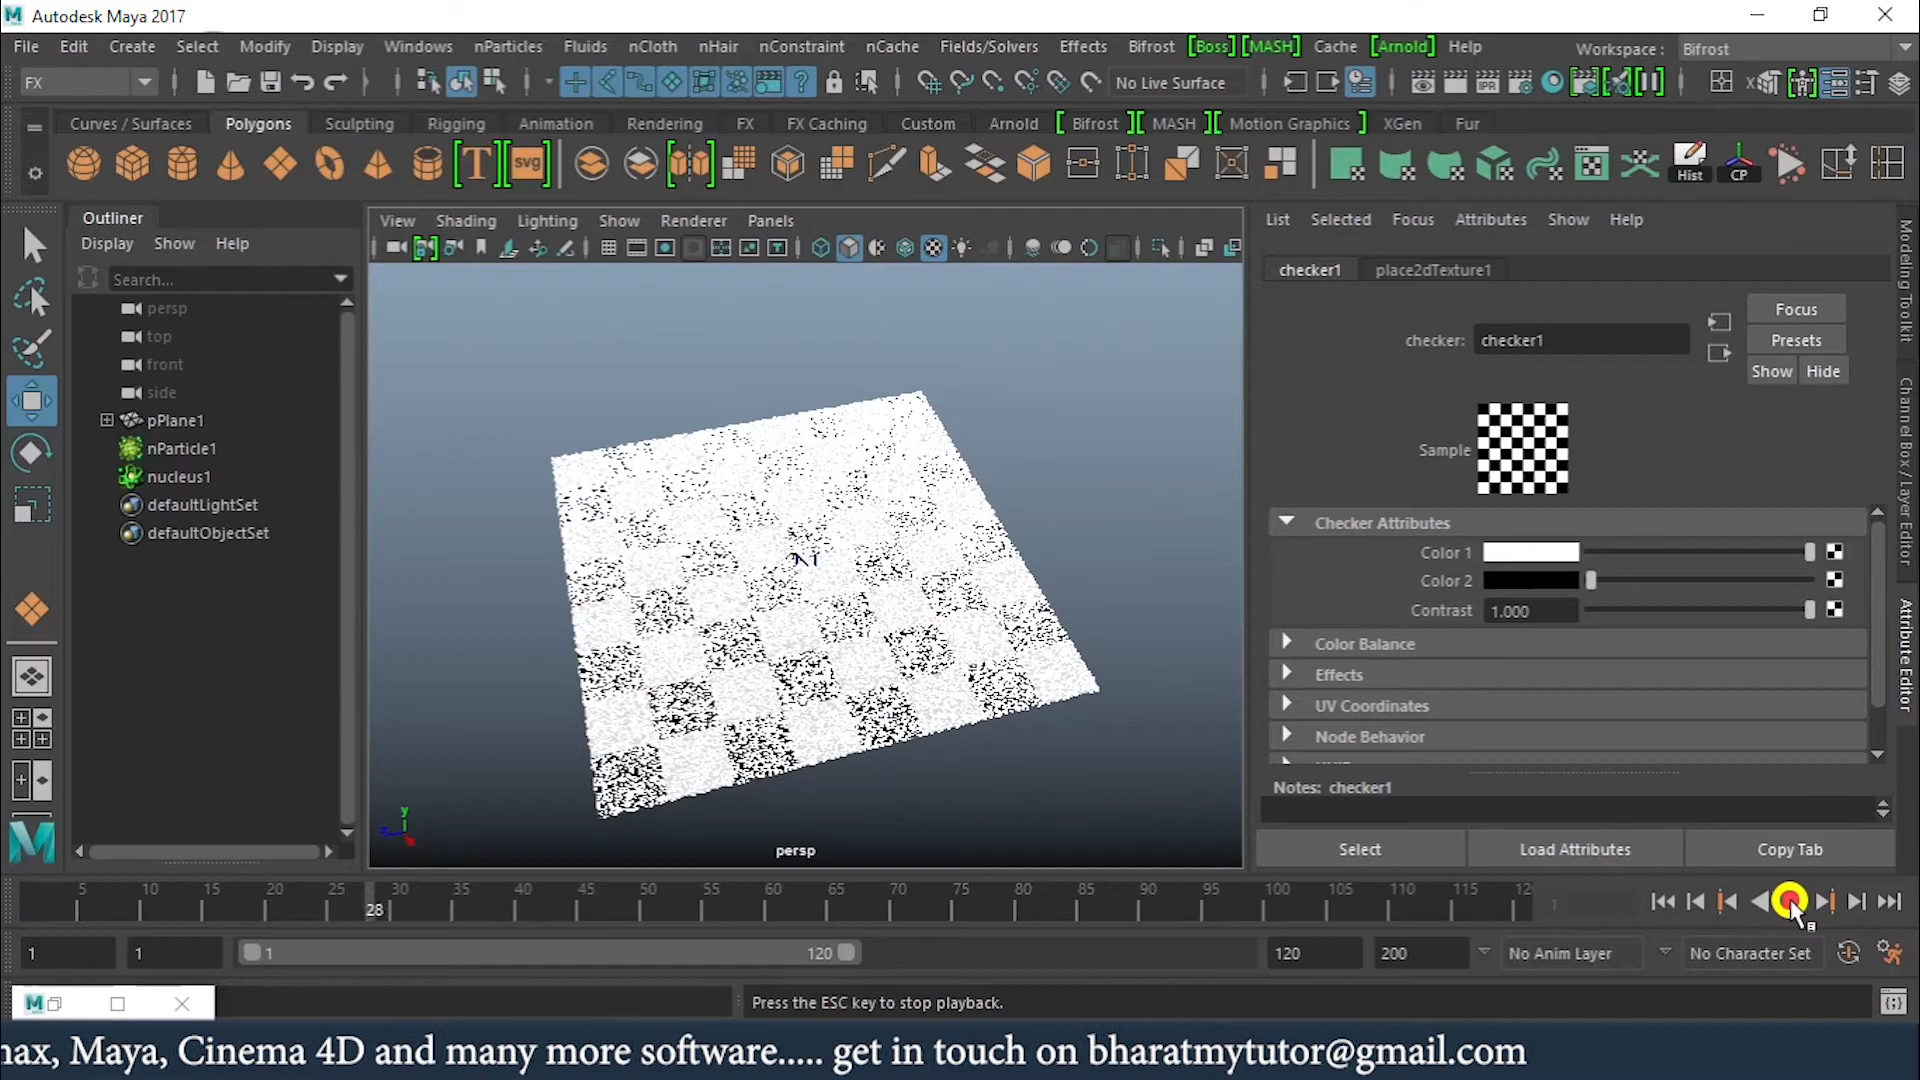 Autodesk Maya 2017
File Edit Create Select Modify Display Windows nParticles Fluids nCloth nHair nConstraint nCache Fields/Solvers Effects Bifrost [Boss] [MASH] Cache [Arnold] Help Workspace : Bifrost
FX No Live Surface IPR
Curves / Surfaces Polygons Sculpting Rigging Animation Rendering FX FX Caching Custom Arnold [ Bifrost ] [ MASH ] [ Motion Graphics ] XGen Fur
T svg Hist CP
Outliner
Display Show Help
Search...
persp
top
front
side
pPlane1
nParticle1
nucleus1
defaultLightSet
defaultObjectSet
View Shading Lighting Show Renderer Panels
persp
y
List Selected Focus Attributes Show Help
checker1 place2dTexture1
checker: checker1
Focus
Presets
Show Hide
Sample
Checker Attributes
Color 1
Color 2
Contrast 1.000
Color Balance
Effects
UV Coordinates
Node Behavior
Notes: checker1
Select Load Attributes Copy Tab
Modeling Toolkit
Channel Box / Layer Editor
Attribute Editor
5 10 15 20 25 30 35 40 45 50 55 60 65 70 75 80 85 90 95 100 105 110 115 12
28
1
1 1 1 120 120 200 No Anim Layer No Character Set
Press the ESC key to stop playback.
max, Maya, Cinema 4D and many more software..... get in touch on bharatmytutor@gmail.com